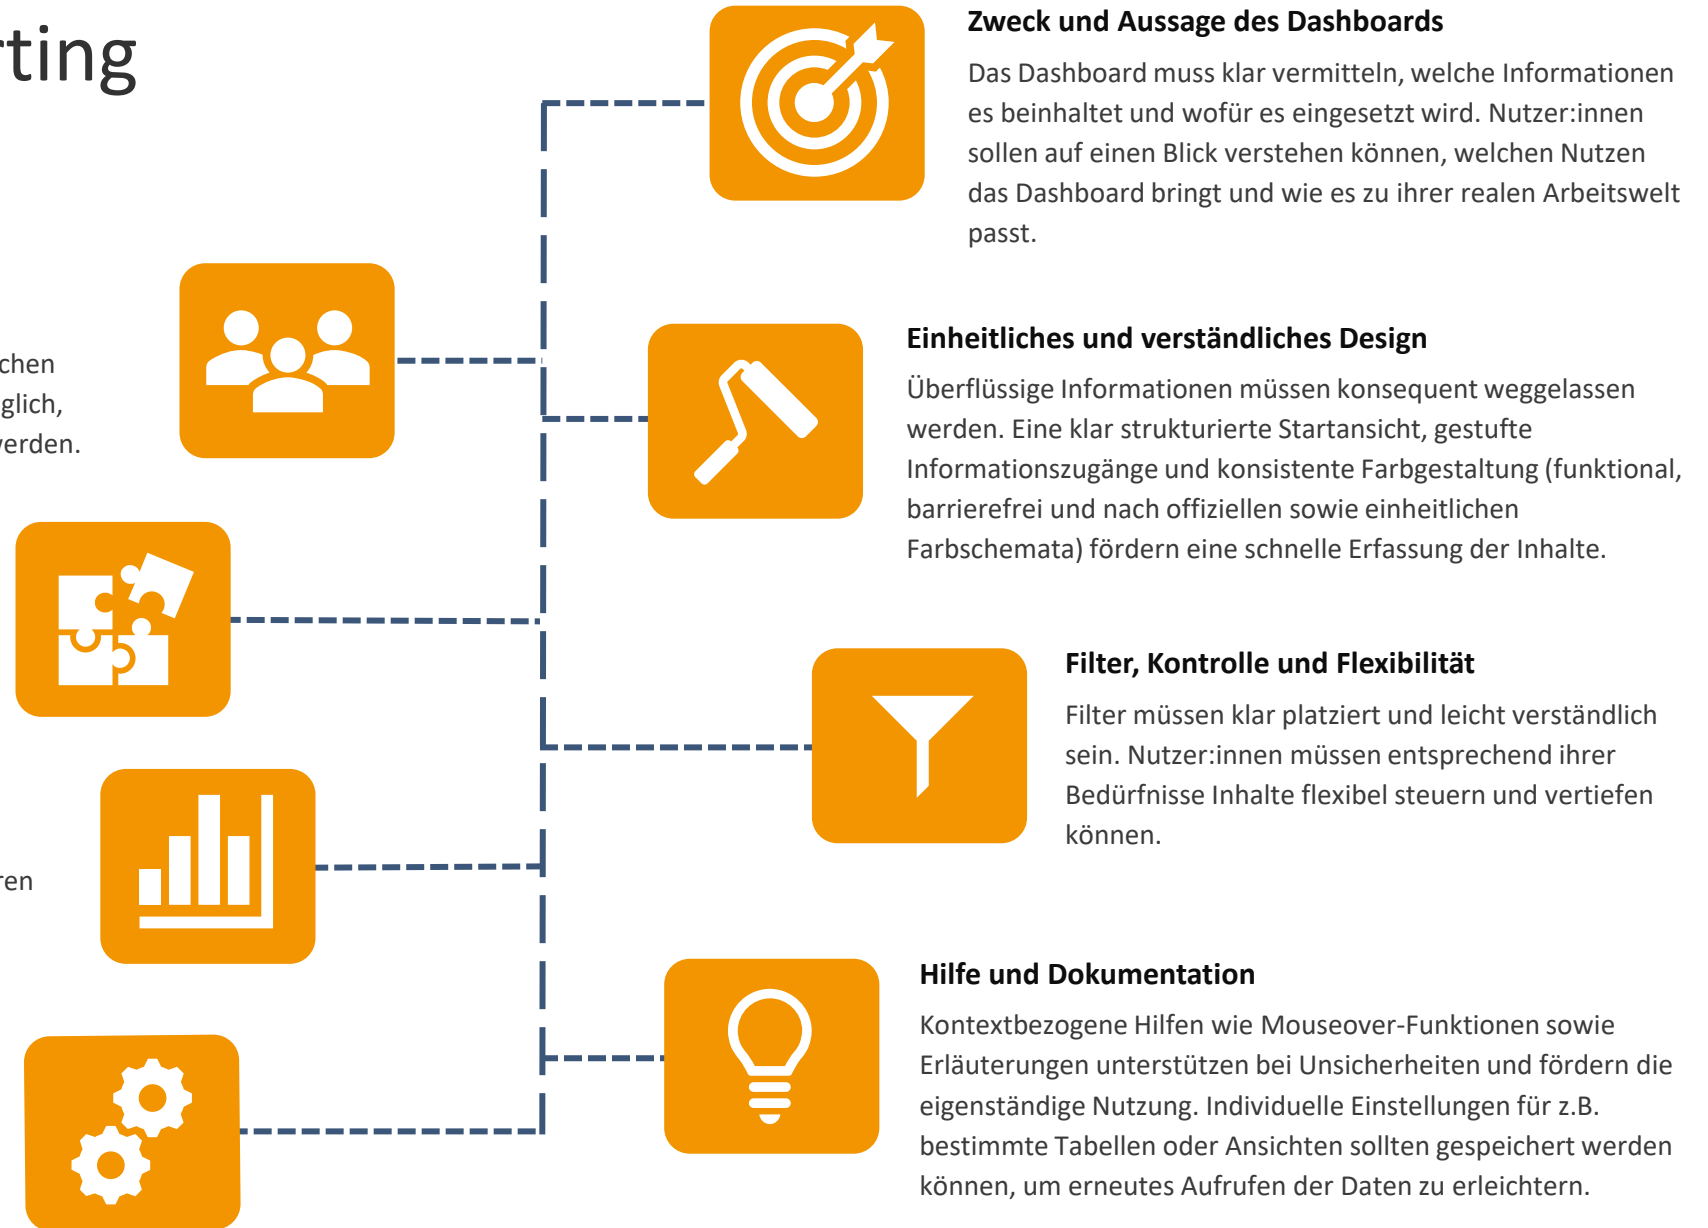 rting
Zweck und Aussage des Dashboards
Das Dashboard muss klar vermitteln, welche Informationen
es beinhaltet und wofür es eingesetzt wird. Nutzer:innen
sollen auf einen Blick verstehen können, welchen Nutzen
das Dashboard bringt und wie es zu ihrer realen Arbeitswelt
passt.
chen
glich,
verden.
Einheitliches und verständliches Design
Überflüssige Informationen müssen konsequent weggelassen
werden. Eine klar strukturierte Startansicht, gestufte
Informationszugänge und konsistente Farbgestaltung (funktional,
barrierefrei und nach offiziellen sowie einheitlichen
Farbschemata) fördern eine schnelle Erfassung der Inhalte.
Filter, Kontrolle und Flexibilität
Filter müssen klar platziert und leicht verständlich
sein. Nutzer:innen müssen entsprechend ihrer
Bedürfnisse Inhalte flexibel steuern und vertiefen
können.
ren
Hilfe und Dokumentation
Kontextbezogene Hilfen wie Mouseover-Funktionen sowie
Erläuterungen unterstützen bei Unsicherheiten und fördern die
eigenständige Nutzung. Individuelle Einstellungen für z.B.
bestimmte Tabellen oder Ansichten sollten gespeichert werden
können, um erneutes Aufrufen der Daten zu erleichtern.